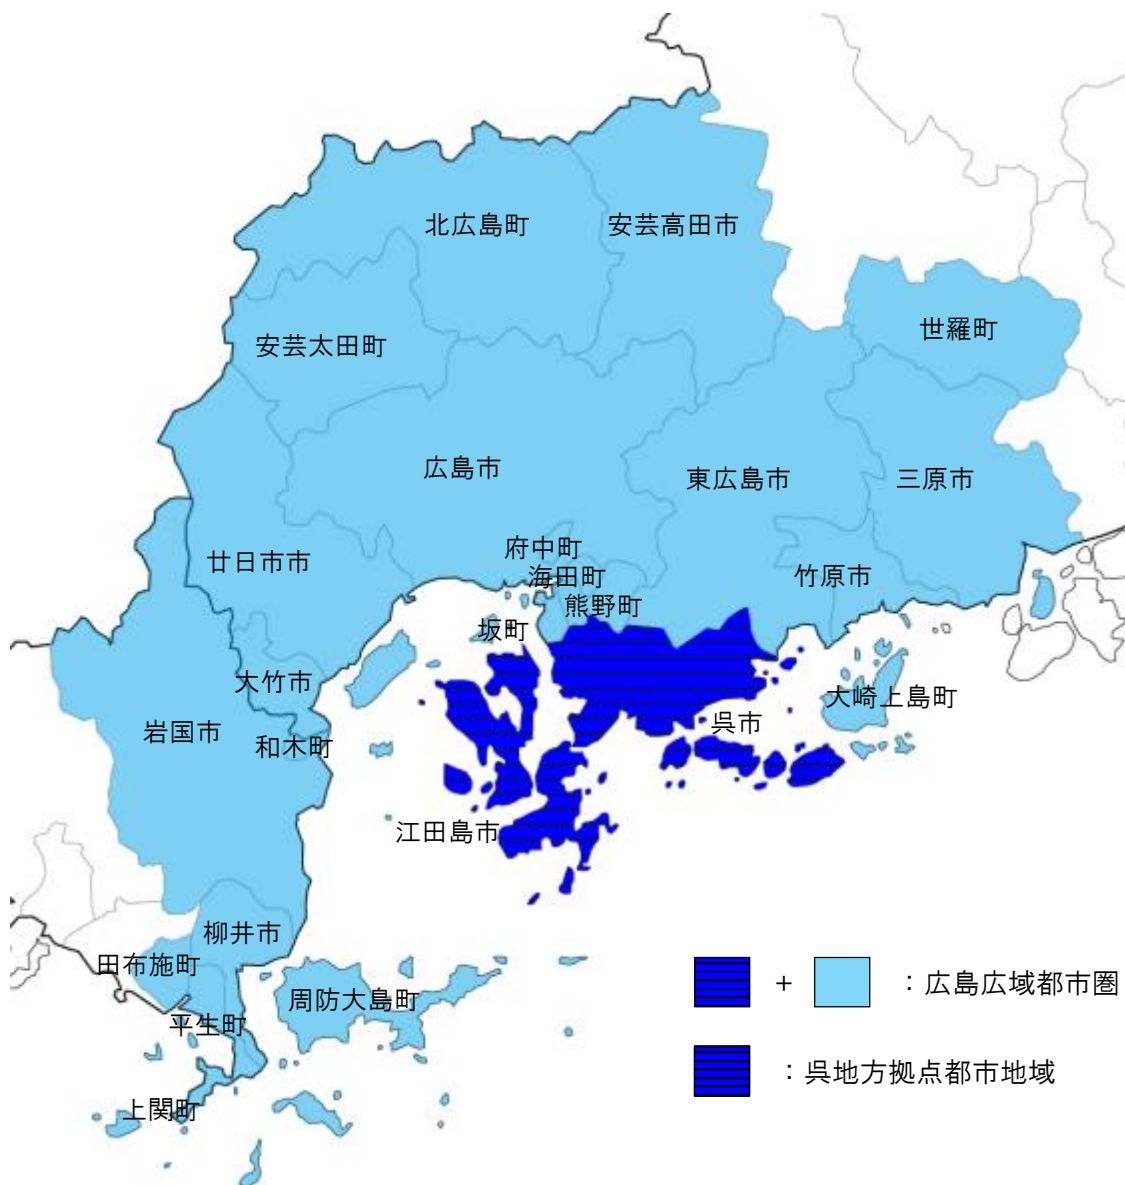 北広島町
安芸高田市
世羅町
安芸太田町
広島市
東広島市
三原市
廿日市市
府中町
海田町
熊野町
竹原市
坂町
大竹市
大崎上島町
岩国市
和木町
呉市
江田島市
柳井市
田布施町
周防大島町
平生町
上関町
+ ：広島広域都市圏
：呉地方拠点都市地域